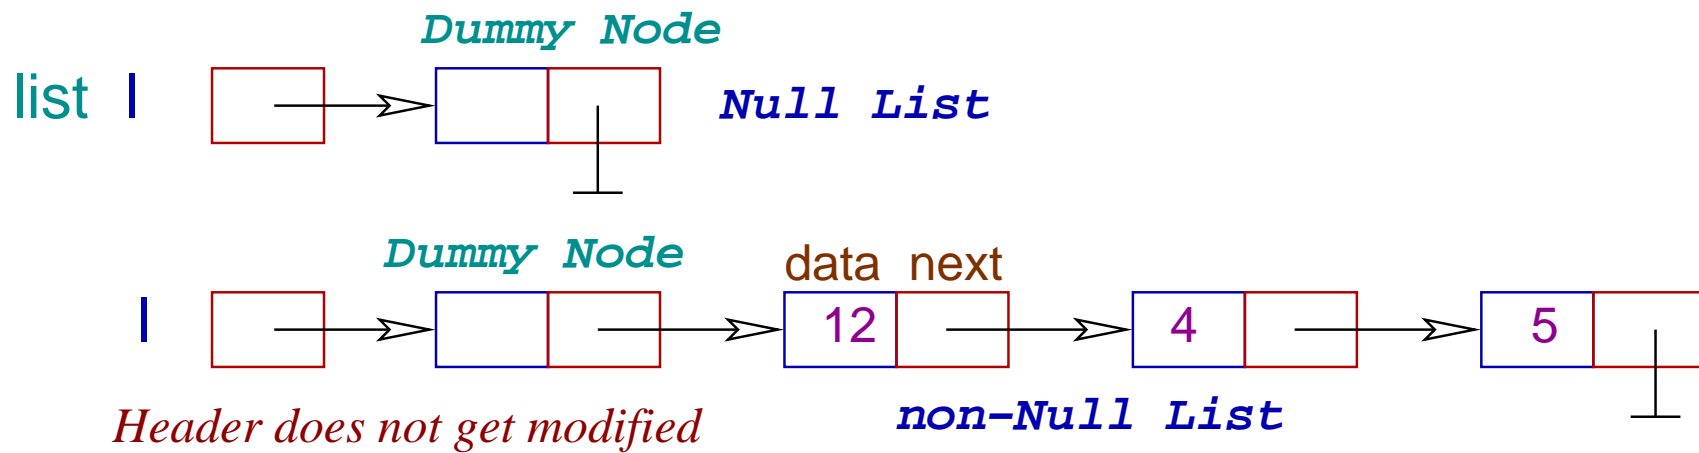 Dummy Node
list l
Null List
Dummy Node
data next
l
12 4 5
Header does not get modified
non-Null List